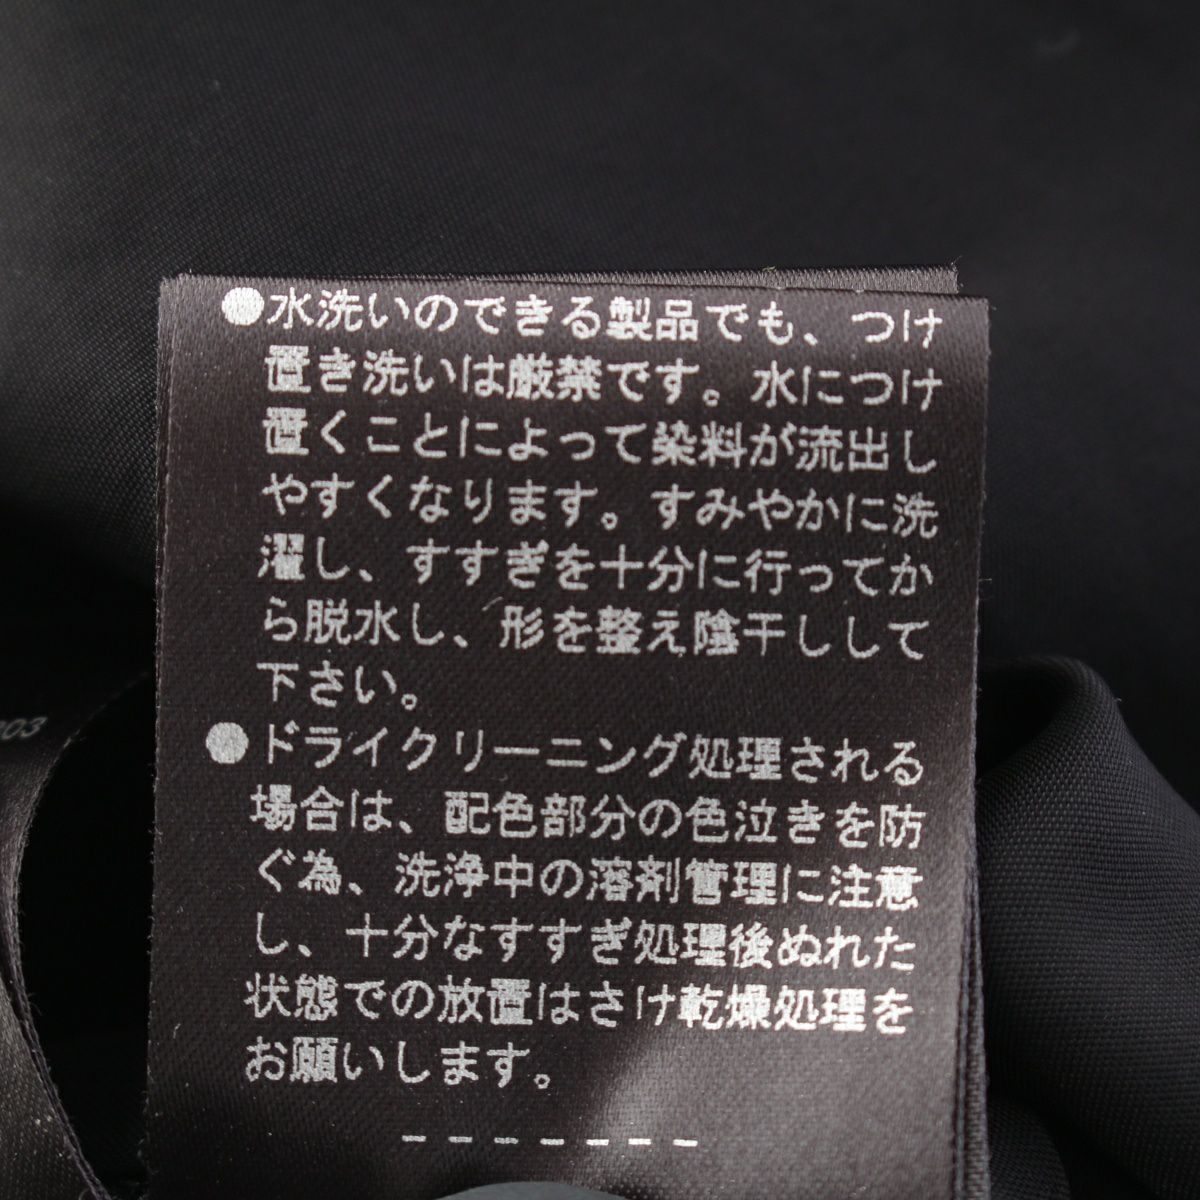 ●水洗いのできる製品でも、つけ
置き洗いは厳禁です。水につけ
置くことによって染料が流出し
やすくなります。すみやかに洗
濯し、すすぎを十分に行ってか
ら脱水し、形を整え陰干しして
下さい。
●ドライクリーニング処理される
場合は、配色部分の色泣きを防
ぐ為、洗浄中の溶剤管理に注意
し、十分なすすぎ処理後ぬれた
状態での放置はさけ乾燥処理を
お願いします。
-------